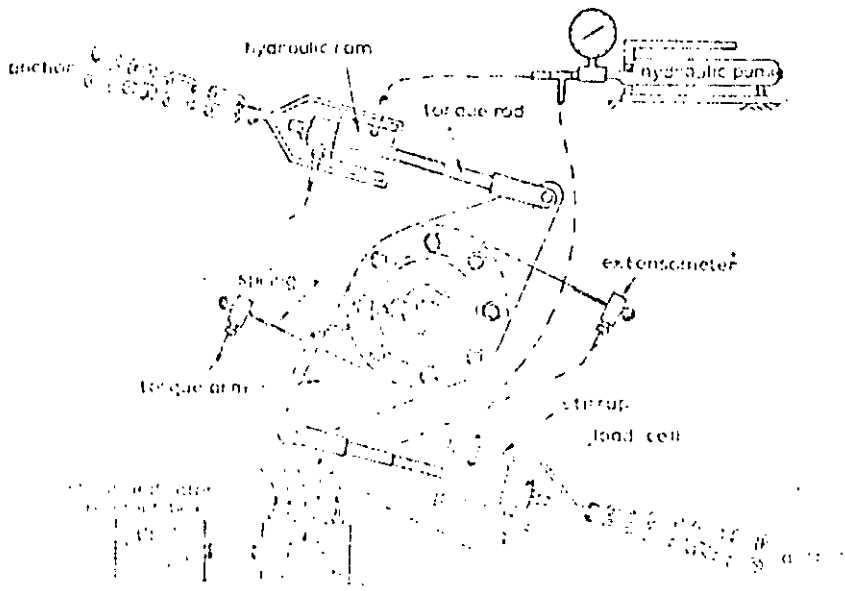 hydraulic ram
anchor
hydraulic pump
torque rod
extensometer
spring
torque arm
stirrup
load cell